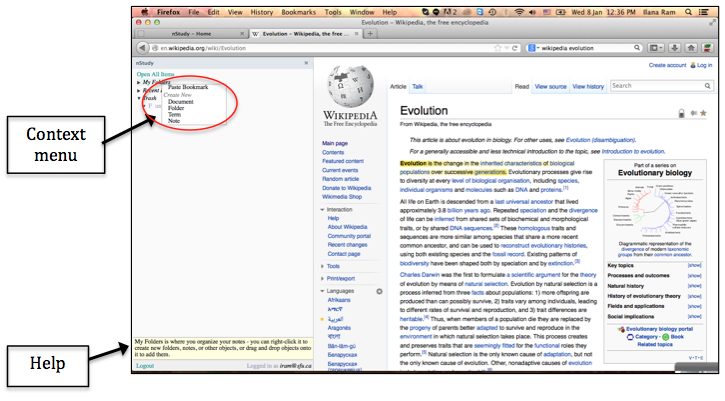 Firefox File Edit View History Bookmarks Tools Window Help
Wed 8 Jan 12:36 PM Ilana Ram
Evolution - Wikipedia, the free encyclopedia
nStudy - Home
Evolution - Wikipedia, the free ...
en.wikipedia.org/wiki/Evolution
wikipedia evolution
nStudy
Open All Items
My Folders
Trash
Paste Bookmark
Create New
Document
Folder
Term
Note
Context
menu
Help
My Folders is where you organize your notes - you can right-click it to
create new folders, notes, or other objects, or drag and drop objects onto
it to add them.
Logout
Logged in as iram@sfu.ca
WIKIPEDIA
The Free Encyclopedia
Main page
Contents
Featured content
Current events
Random article
Donate to Wikipedia
Wikimedia Shop
Interaction
Help
About Wikipedia
Community portal
Recent changes
Contact page
Tools
Print/export
Languages
Afrikaans
አማርኛ
العربية
Aragonés
বাংলা
Bân-lâm-gú
Беларуская
Беларуская
Create account Log in
Article Talk
Read View source View history
Search
Evolution
From Wikipedia, the free encyclopedia
This article is about evolution in biology. For other uses, see Evolution (disambiguation).
For a generally accessible and less technical introduction to the topic, see Introduction to evolution.
Evolution is the change in the inherited characteristics of biological
populations over successive generations. Evolutionary processes give rise
to diversity at every level of biological organisation, including species,
individual organisms and molecules such as DNA and proteins.[1]
All life on Earth is descended from a last universal ancestor that lived
approximately 3.8 billion years ago. Repeated speciation and the divergence
of life can be inferred from shared sets of biochemical and morphological
traits, or by shared DNA sequences.[2] These homologous traits and
sequences are more similar among species that share a more recent
common ancestor, and can be used to reconstruct evolutionary histories,
using both existing species and the fossil record. Existing patterns of
biodiversity have been shaped both by speciation and by extinction.[3]
Charles Darwin was the first to formulate a scientific argument for the theory
of evolution by means of natural selection. Evolution by natural selection is a
process inferred from three facts about populations: 1) more offspring are
produced than can possibly survive, 2) traits vary among individuals, leading
to different rates of survival and reproduction, and 3) trait differences are
heritable.[4] Thus, when members of a population die they are replaced by
the progeny of parents better adapted to survive and reproduce in the
environment in which natural selection takes place. This process creates
and preserves traits that are seemingly fitted for the functional roles they
perform.[5] Natural selection is the only known cause of adaptation, but not
the only known cause of evolution. Other, nonadaptive causes of evolution
Part of a series on
Evolutionary biology
Diagrammatic representation of the
divergence of modern taxonomic
groups from their common ancestor.
Key topics [show]
Processes and outcomes [show]
Natural history [show]
History of evolutionary theory [show]
Fields and applications [show]
Social implications [show]
Evolutionary biology portal
Category · Book
Related topics
V · T · E